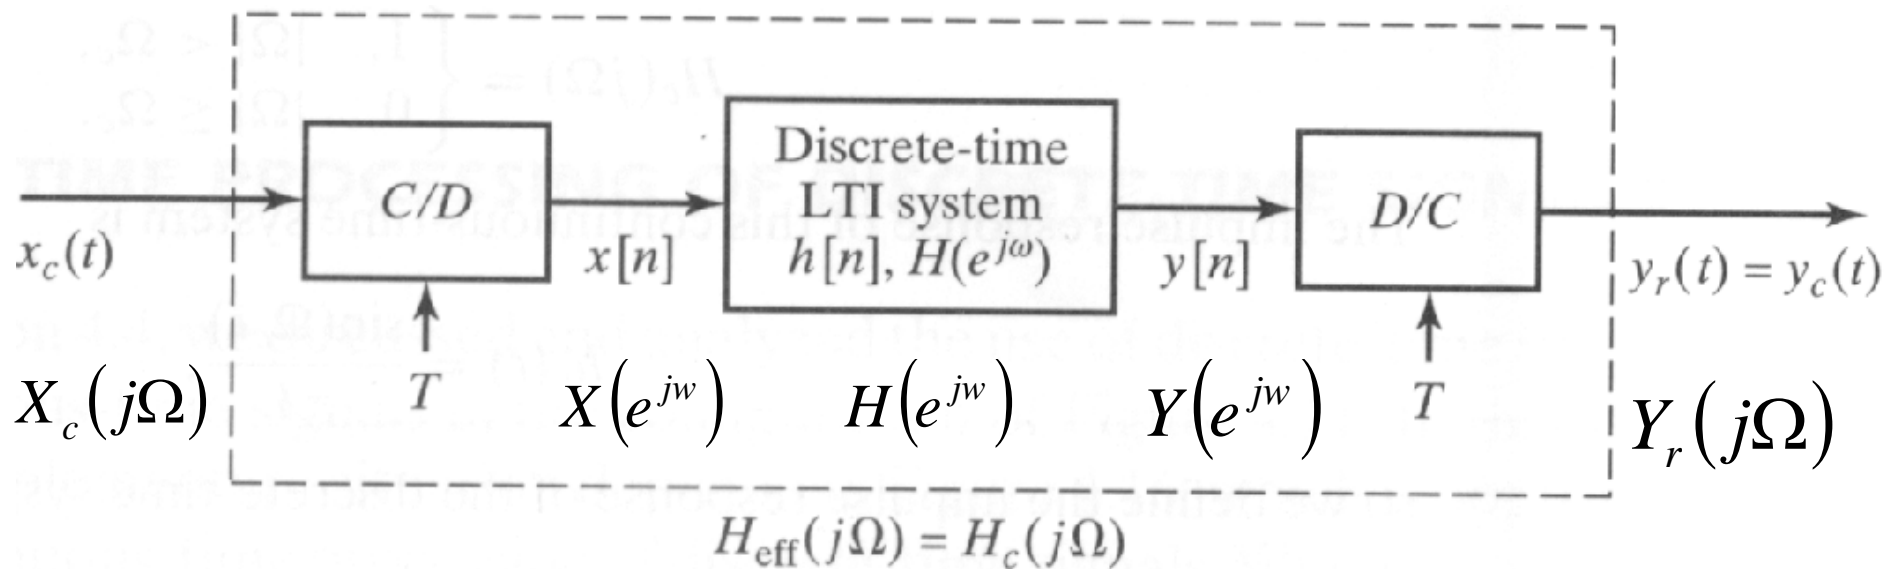 C/D
Discrete-time
LTI system
h[n], H(e^{jω})
D/C
x_c(t)
x[n]
y[n]
y_r(t) = y_c(t)
T
T
X_c(jΩ)
X(e^{jw})
H(e^{jw})
Y(e^{jw})
Y_r(jΩ)
H_eff(jΩ) = H_c(jΩ)